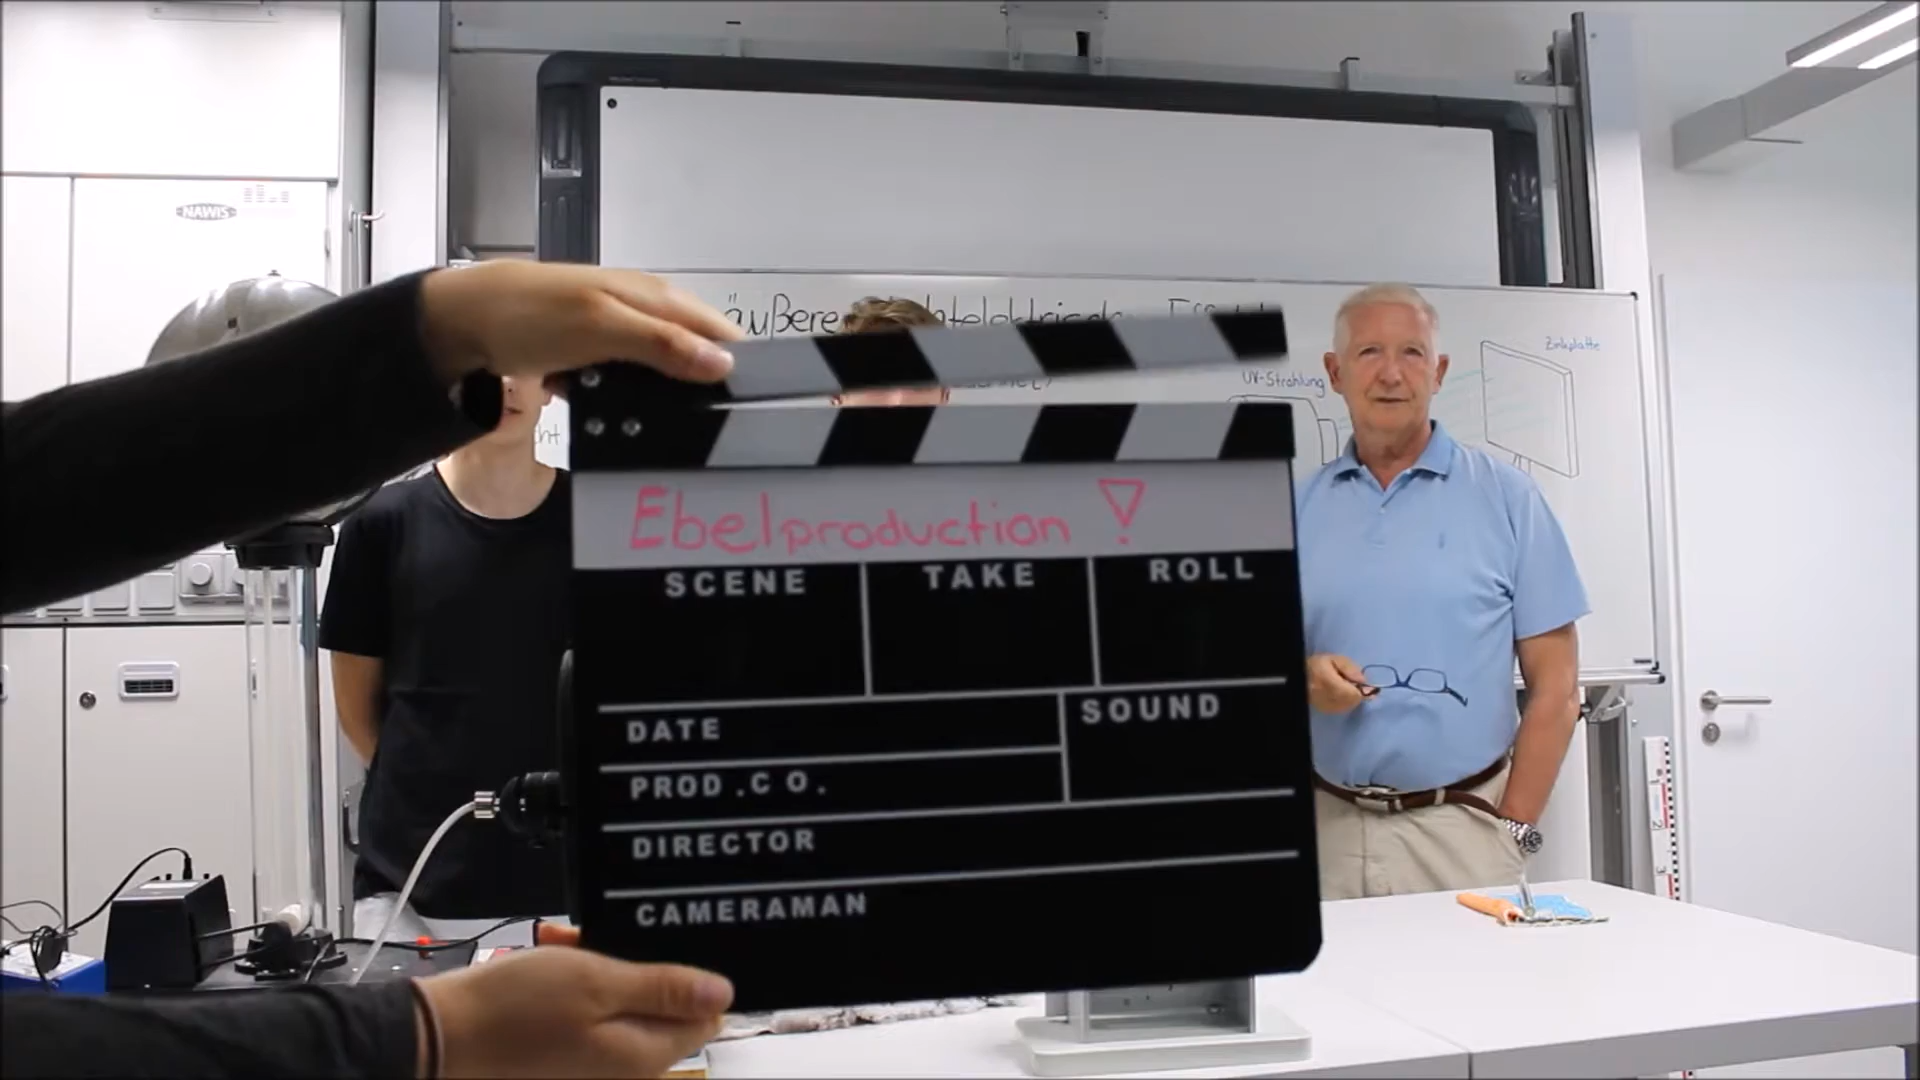 NAWIS
äußere
UV-Strahlung
Zinkplatte
Ebelproduction !
SCENE TAKE ROLL
DATE
SOUND
PROD.CO.
DIRECTOR
CAMERAMAN